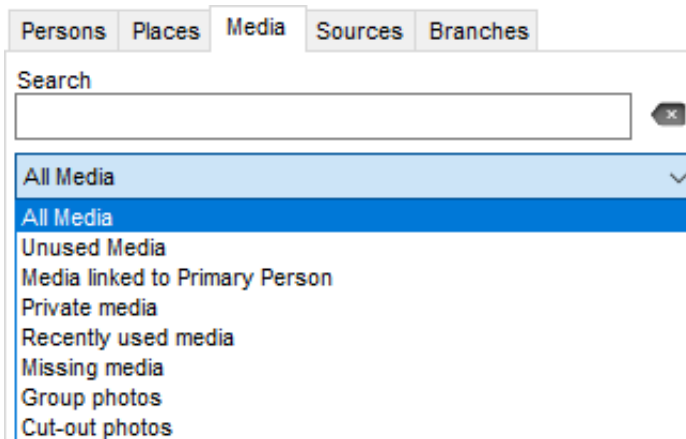 Persons Places Media Sources Branches
Search
All Media
All Media
Unused Media
Media linked to Primary Person
Private media
Recently used media
Missing media
Group photos
Cut-out photos